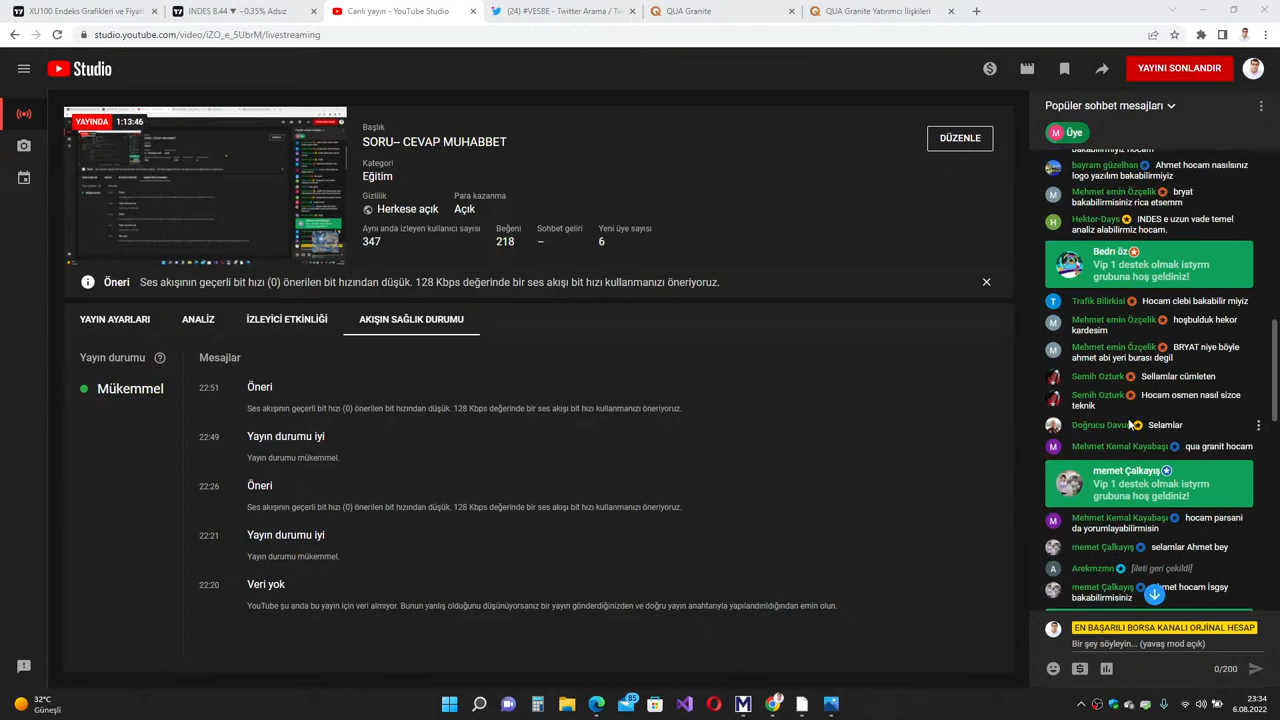 XU100 Endeks Grafikleri ve Fiyatl
INDES 8.44 ▼ −0.35% Adsız
Canlı yayın - YouTube Studio
(24) #VESBE - Twitter Arama / Tw
QUA Granite
QUA Granite Yatırımcı İlişkileri
studio.youtube.com/video/iZO_e_5UbrM/livestreaming
Studio
YAYINI SONLANDIR
YAYINDA 1:13:46
Başlık
SORU– CEVAP MUHABBET
DÜZENLE
Kategori
Eğitim
Gizlilik Para kazanma
Herkese açık Açık
Aynı anda izleyen kullanıcı sayısı Beğeni Sohbet geliri Yeni üye sayısı
347 218 – 6
Öneri Ses akışının geçerli bit hızı (0) önerilen bit hızından düşük. 128 Kbps değerinde bir ses akışı bit hızı kullanmanızı öneriyoruz.
YAYIN AYARLARI ANALİZ İZLEYİCİ ETKİNLİĞİ AKIŞIN SAĞLIK DURUMU
Yayın durumu Mesajlar
Mükemmel
22:51 Öneri
Ses akışının geçerli bit hızı (0) önerilen bit hızından düşük. 128 Kbps değerinde bir ses akışı bit hızı kullanmanızı öneriyoruz.
22:49 Yayın durumu iyi
Yayın durumu mükemmel.
22:26 Öneri
Ses akışının geçerli bit hızı (0) önerilen bit hızından düşük. 128 Kbps değerinde bir ses akışı bit hızı kullanmanızı öneriyoruz.
22:21 Yayın durumu iyi
Yayın durumu mükemmel.
22:20 Veri yok
YouTube şu anda bu yayın için veri almıyor. Bunun yanlış olduğunu düşünüyorsanız bir yayın gönderdiğinizden ve doğru yayın anahtarıyla yapılandırıldığından emin olun.
Popüler sohbet mesajları
M Üye
bakabilirmiyiz hocam
bayram güzelhan Ahmet hocam nasılsınız
logo yazılım bakabilirmiyiz
Mehmet emin Özçelik bryat
bakabilirmisiniz rica etsemm
Hektor-Days INDES e uzun vade temel
analiz alabilimiz hocam.
Bedrı öz
Vip 1 destek olmak istyırm
grubuna hoş geldiniz!
Trafik Bilirkisi Hocam clebi bakabilir miyiz
Mehmet emin Özçelik hoşbulduk hekor
kardesim
Mehmet emin Özçelik BRYAT niye böyle
ahmet abi yeri burası degil
Semih Ozturk Sellamlar cümleten
Semih Ozturk Hocam osmen nasıl sizce
teknik
Doğrucu Davu Selamlar
Mehmet Kemal Kayabaşı qua granit hocam
memet Çalkayış
Vip 1 destek olmak istyrm
grubuna hoş geldiniz!
Mehmet Kemal Kayabaşı hocam parsani
da yorumlayabilirmisin
memet Çalkayış selamlar Ahmet bey
Arekmzmn [ileti geri çekildi]
memet Çalkayış hmet hocam İsgsy
bakabilirmisiniz
EN BAŞARILI BORSA KANALI ORJİNAL HESAP
Bir şey söyleyin... (yavaş mod açık)
0/200
32°C
Güneşli
85
23:34
6.08.2022